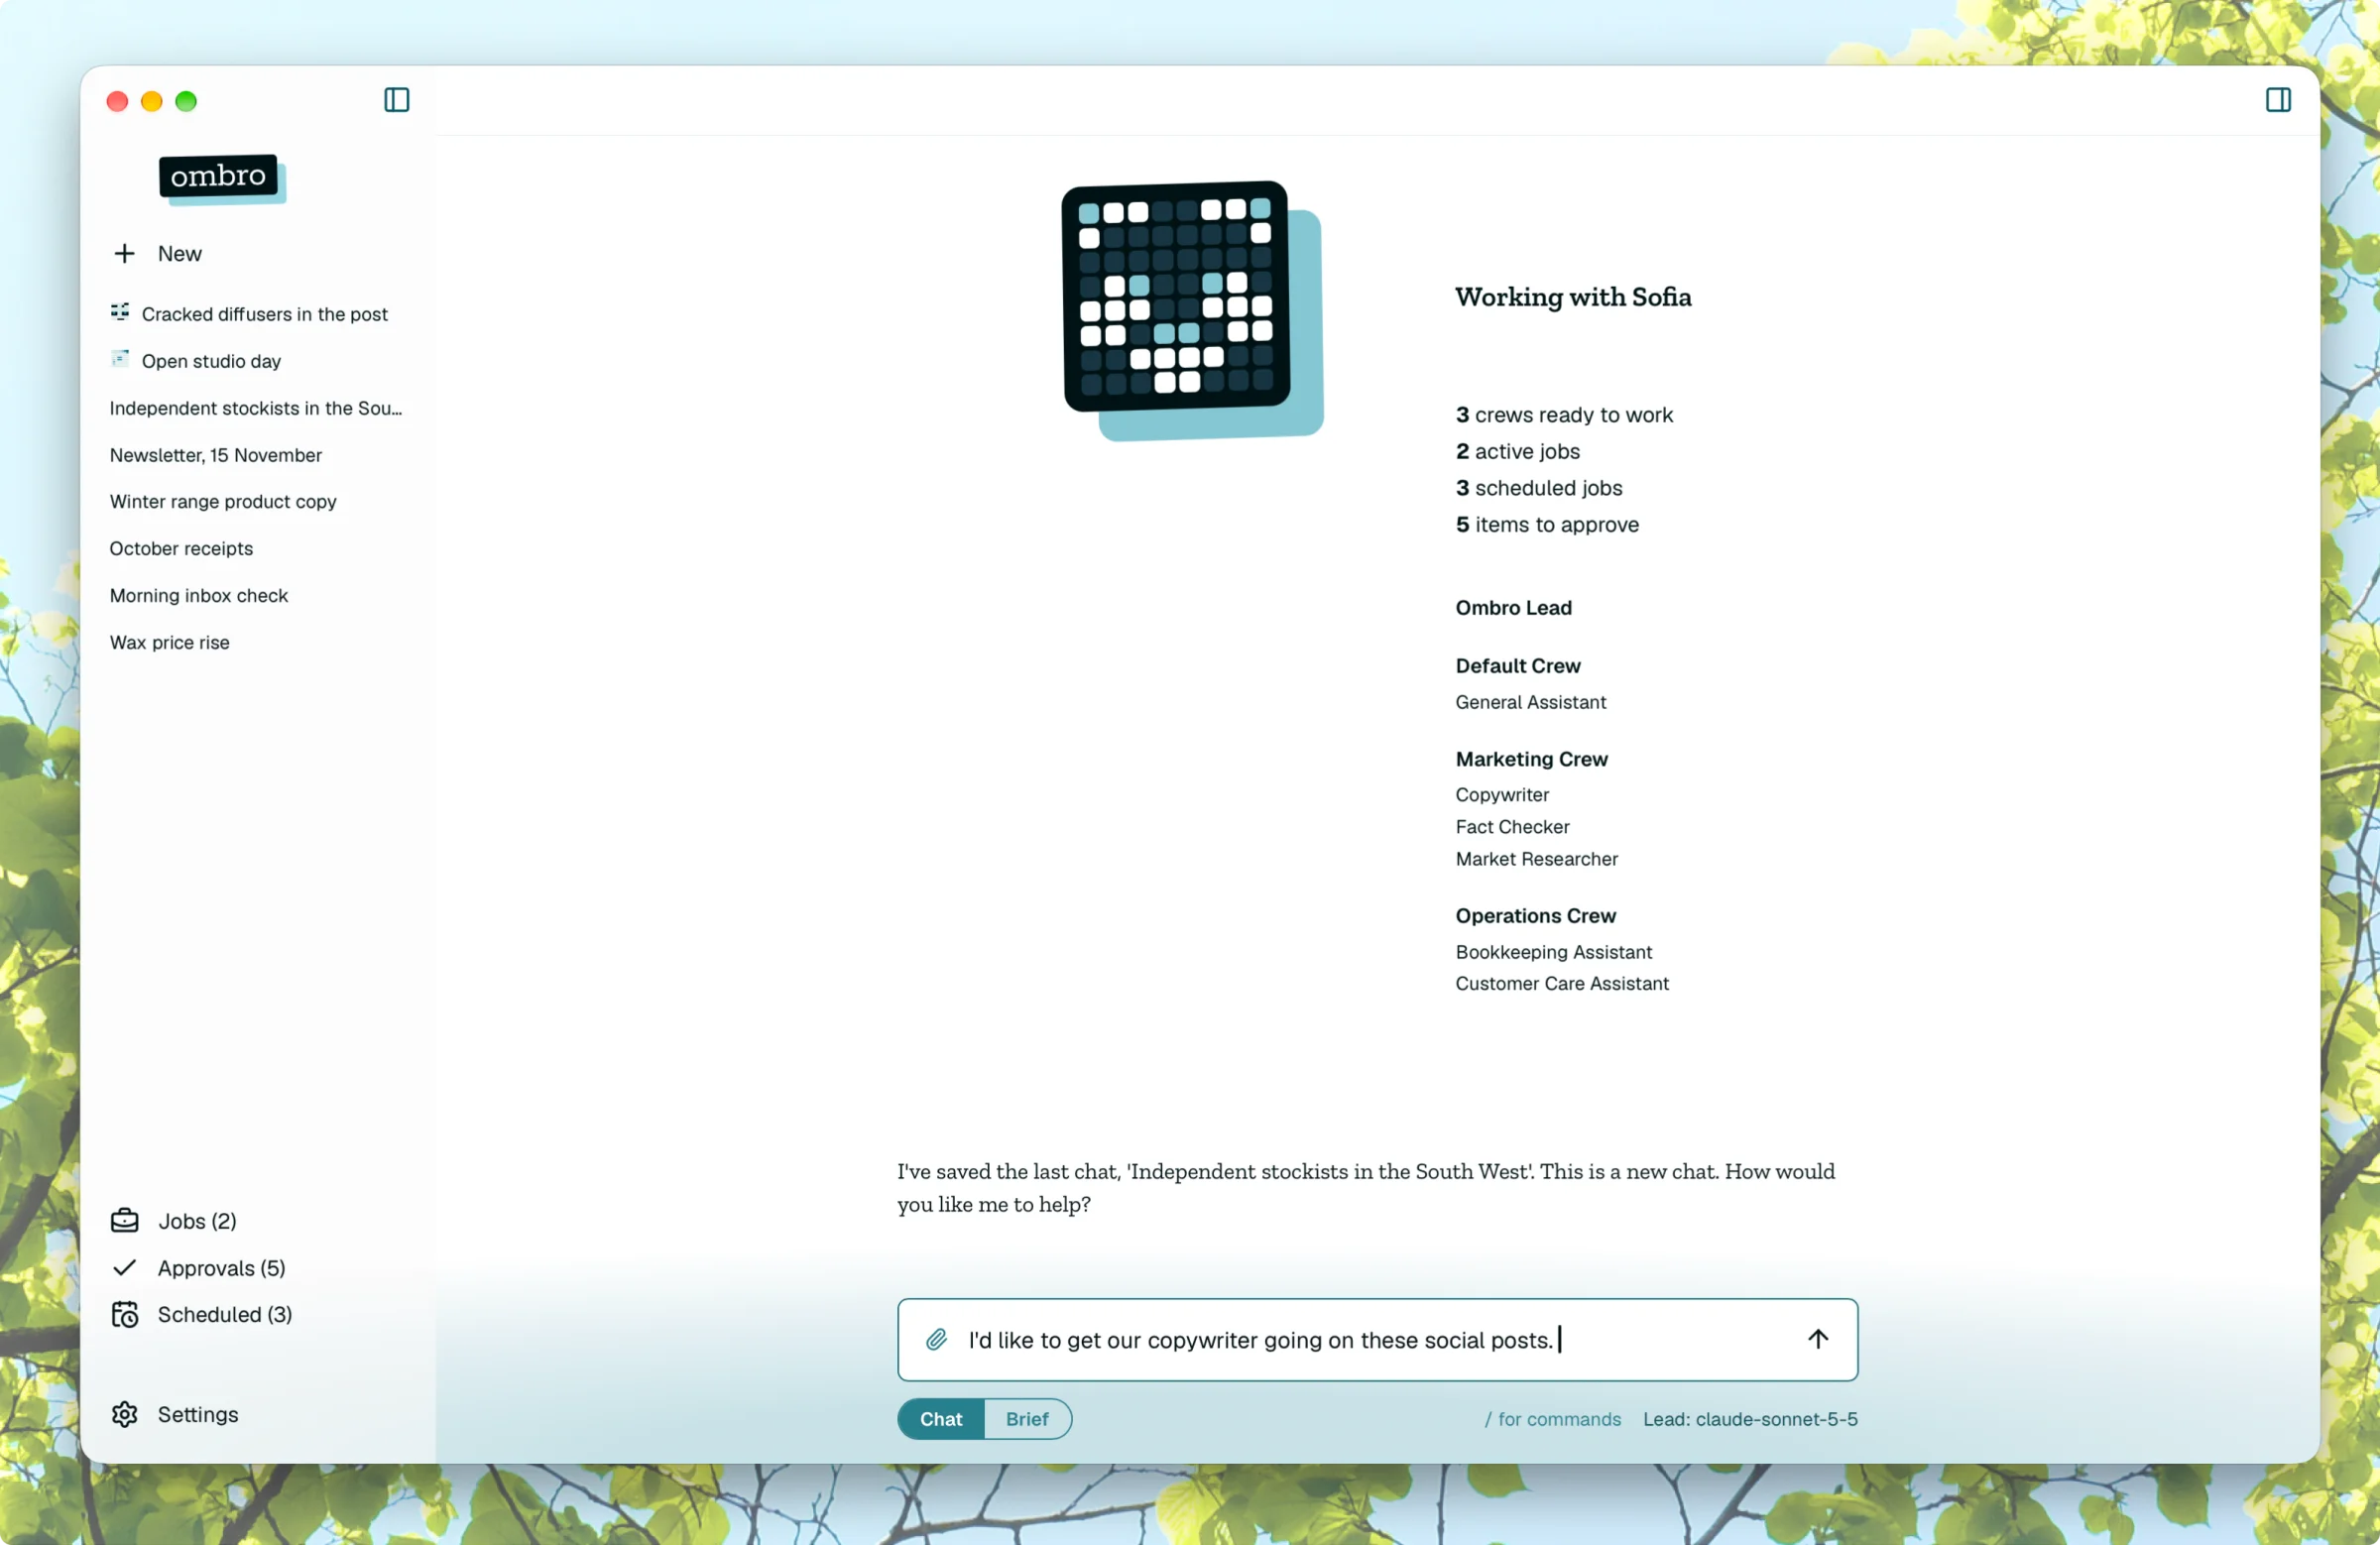 ombro
New
Cracked diffusers in the post
Open studio day
Independent stockists in the Sou...
Newsletter, 15 November
Winter range product copy
October receipts
Morning inbox check
Wax price rise
Jobs (2)
Approvals (5)
Scheduled (3)
Settings
Working with Sofia
3 crews ready to work
2 active jobs
3 scheduled jobs
5 items to approve
Ombro Lead
Default Crew
General Assistant
Marketing Crew
Copywriter
Fact Checker
Market Researcher
Operations Crew
Bookkeeping Assistant
Customer Care Assistant
I've saved the last chat, 'Independent stockists in the South West'. This is a new chat. How would
you like me to help?
I'd like to get our copywriter going on these social posts.
Chat
Brief
/ for commands
Lead: claude-sonnet-5-5